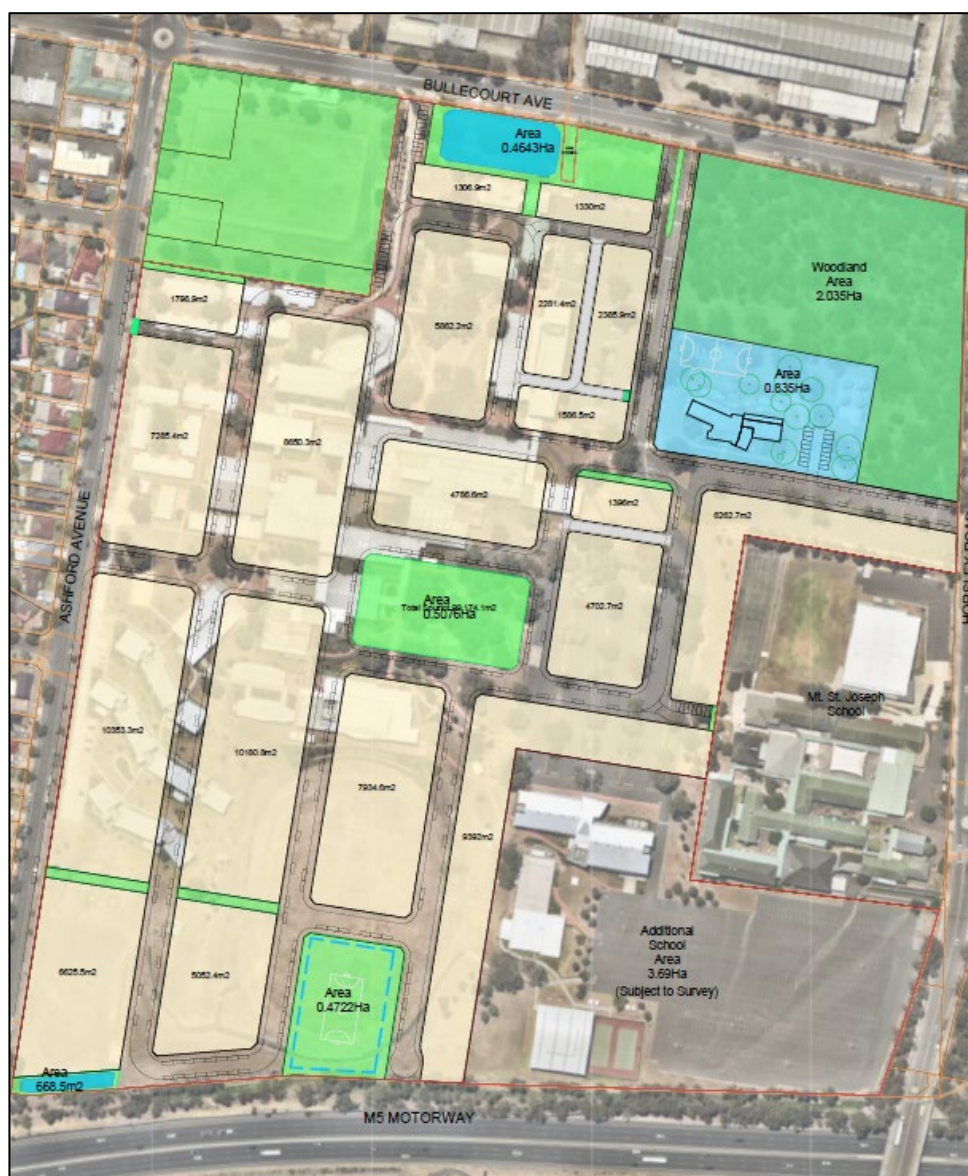 BULLECOURT AVE
Area
0.4643Ha
1306.9m2
1330m2
Woodland
Area
2.035Ha
1798.9m2
5862.2m2
2281.4m2
2385.9m2
Area
0.835Ha
7285.4m2
8650.3m2
1586.5m2
4786.6m2
1396m2
6262.7m2
ASHFORD AVENUE
Area
0.5076Ha
4702.7m2
Mt. St. Joseph
School
10353.3m2
10180.8m2
7934.6m2
9392m2
Additional
School
Area
3.69Ha
(Subject to Survey)
6625.5m2
5052.4m2
Area
0.4722Ha
Area
668.5m2
M5 MOTORWAY